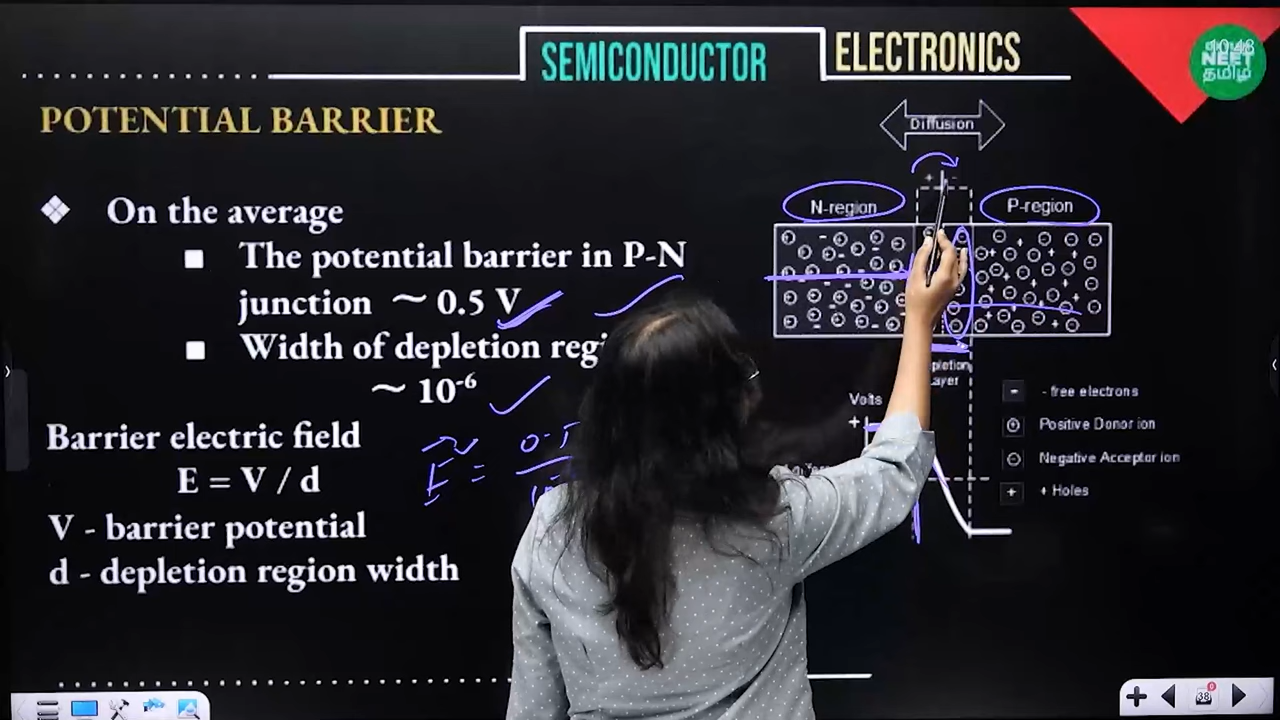 SEMICONDUCTOR
ELECTRONICS
NEET
தமிழ்
POTENTIAL BARRIER
❖ On the average
■ The potential barrier in P-N
junction ~ 0.5 V
■ Width of depletion
~ 10⁻⁶
Barrier electric field
E = V / d
V - barrier potential
d - depletion region width
E =
Diffusion
+ -
N-region
P-region
Volts
+
- - free electrons
Positive Donor ion
Negative Acceptor ion
+ + Holes
38